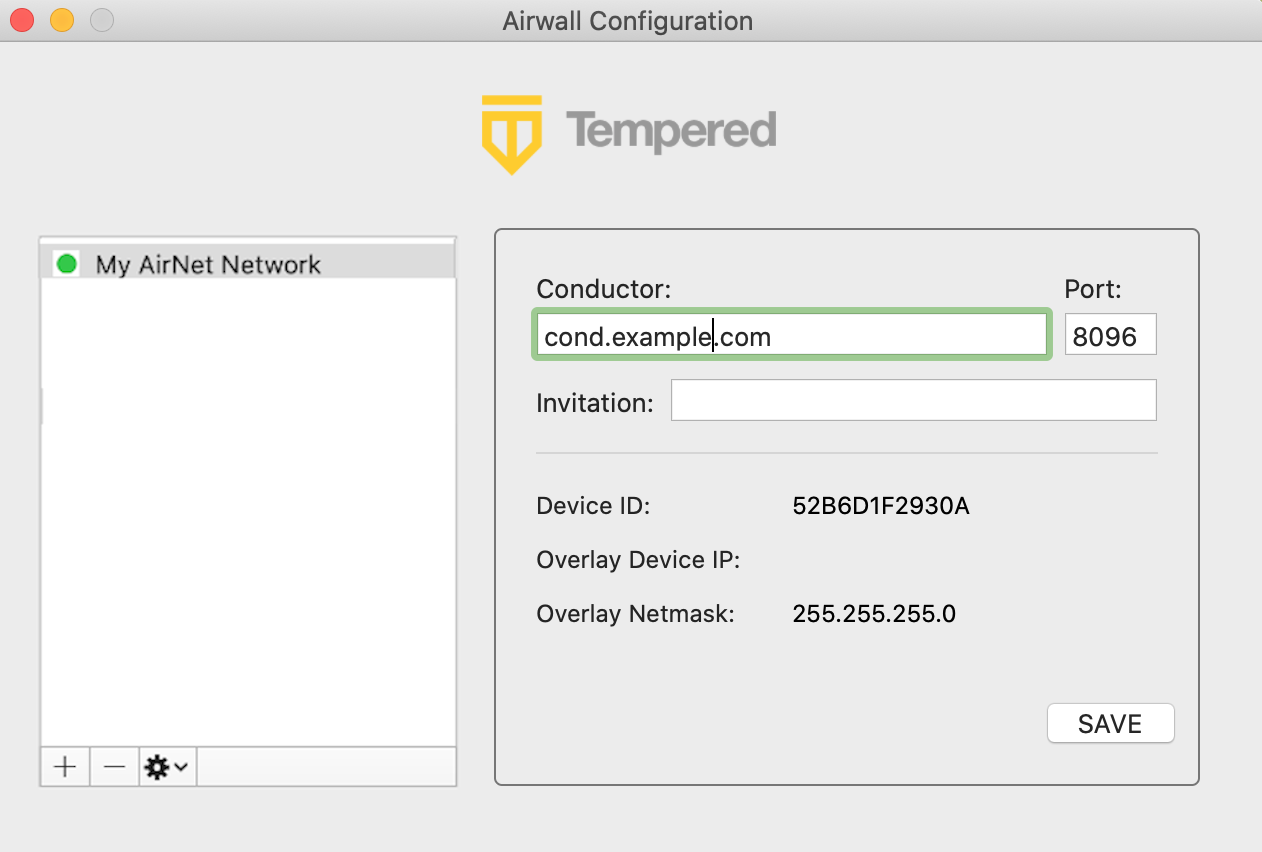 Airwall Configuration
Tempered
My AirNet Network
Conductor:
Port:
cond.example.com
8096
Invitation:
Device ID:
52B6D1F2930A
Overlay Device IP:
Overlay Netmask:
255.255.255.0
SAVE